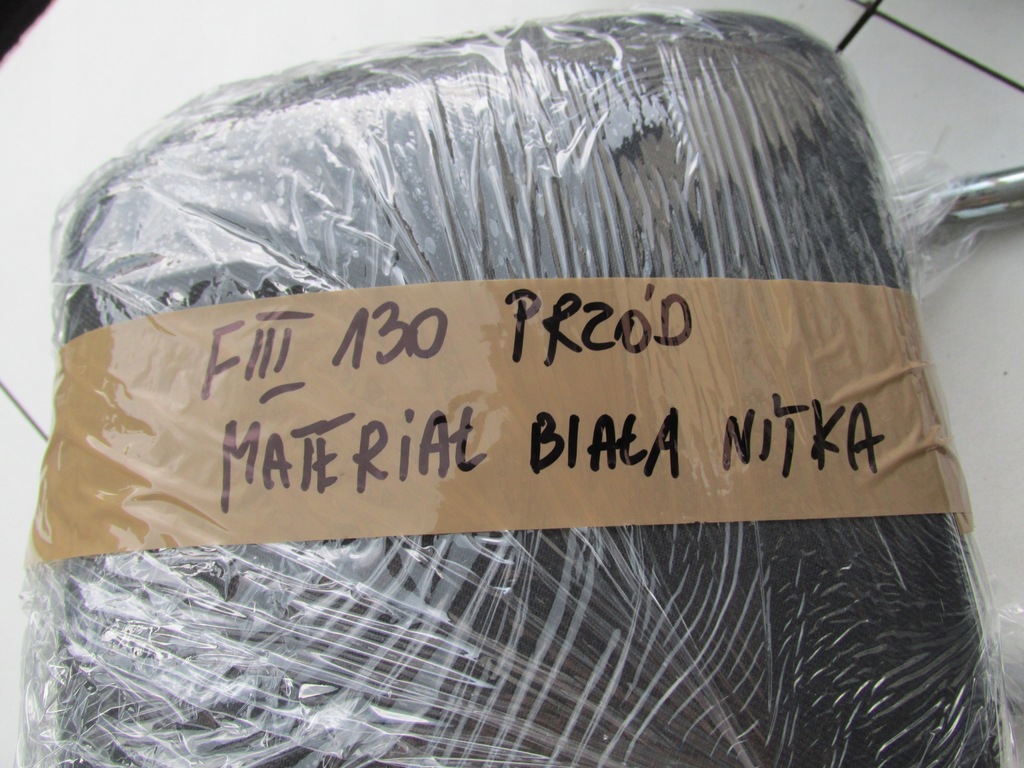 FIII 130 PRZÓD
MATERIAŁ BIAŁA NITKA